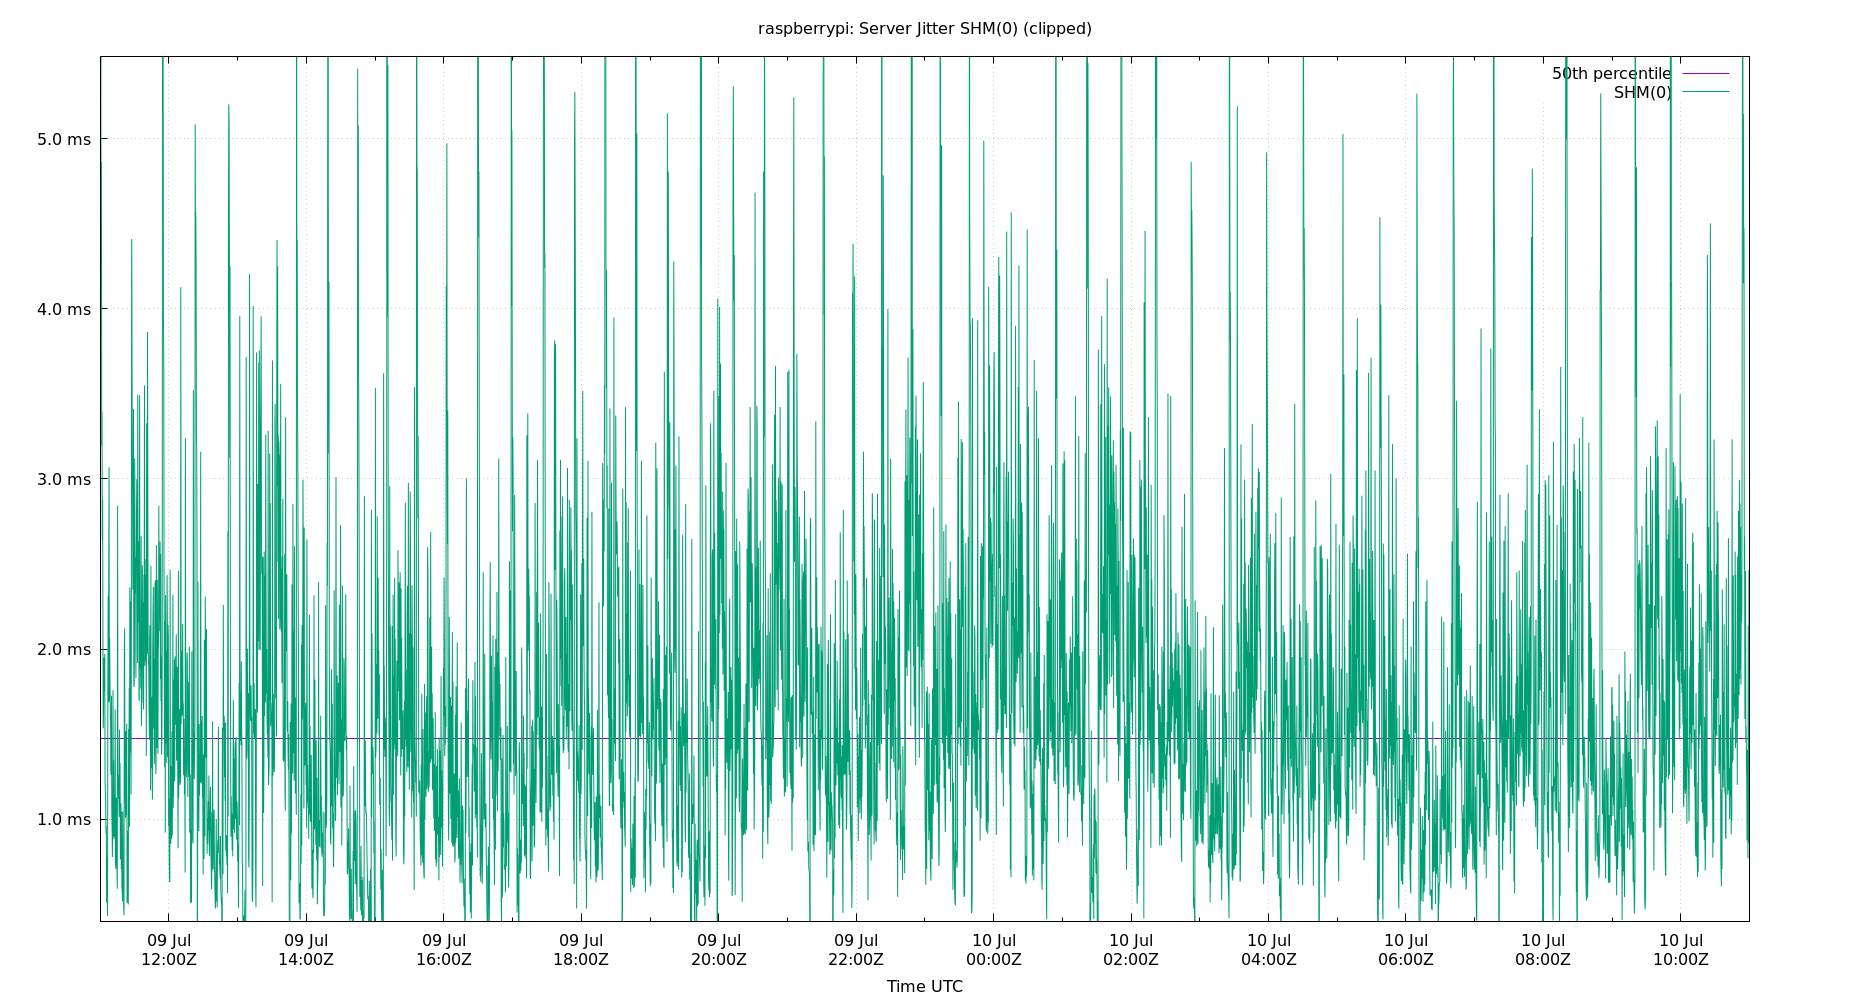 raspberrypi: Server Jitter SHM(0) (clipped)
50th percentile
SHM(0)
5.0 ms
4.0 ms
3.0 ms
2.0 ms
1.0 ms
09 Jul 09 Jul 09 Jul 09 Jul 09 Jul 09 Jul 10 Jul 10 Jul 10 Jul 10 Jul 10 Jul 10 Jul
12:00Z 14:00Z 16:00Z 18:00Z 20:00Z 22:00Z 00:00Z 02:00Z 04:00Z 06:00Z 08:00Z 10:00Z
Time UTC